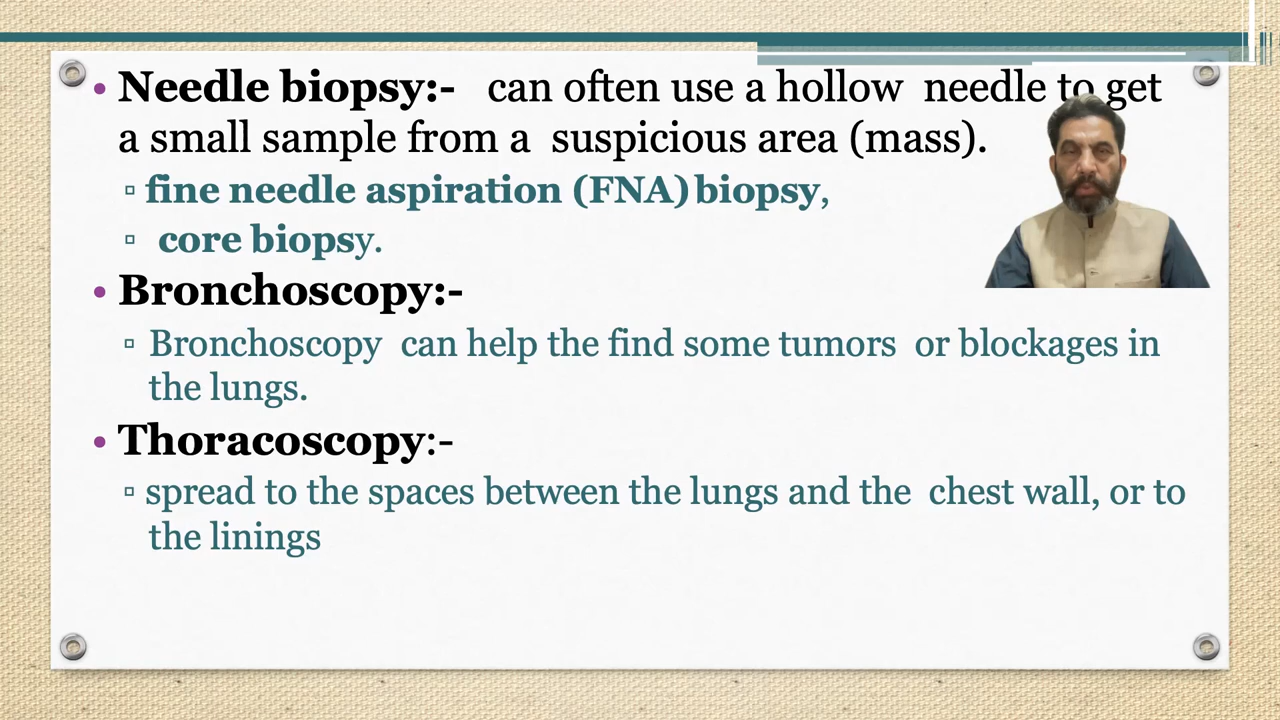 • Needle biopsy:- can often use a hollow needle to get
a small sample from a suspicious area (mass).
▫ fine needle aspiration (FNA) biopsy,
▫ core biopsy.
• Bronchoscopy:-
▫ Bronchoscopy can help the find some tumors or blockages in
the lungs.
• Thoracoscopy:-
▫ spread to the spaces between the lungs and the chest wall, or to
the linings